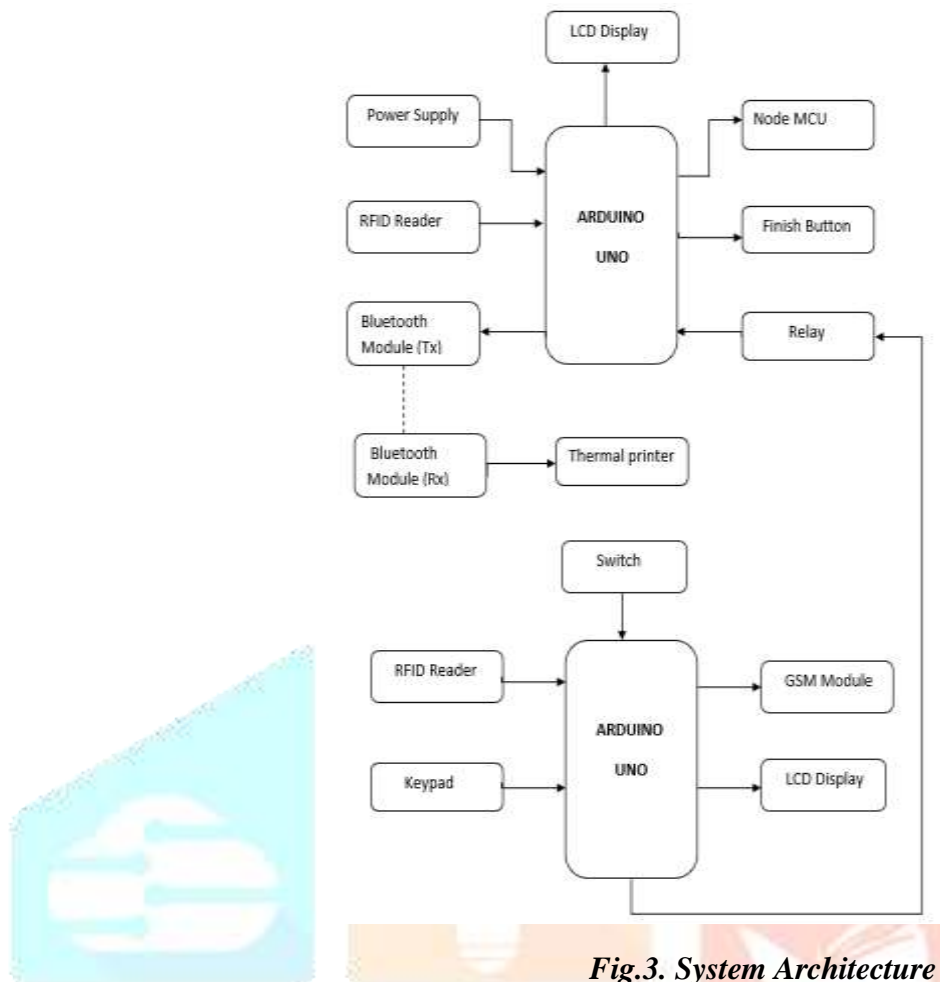 LCD Display
Power Supply
Node MCU
RFID Reader
ARDUINO
UNO
Finish Button
Bluetooth
Module (Tx)
Relay
Bluetooth
Module (Rx)
Thermal printer
Switch
RFID Reader
GSM Module
ARDUINO
UNO
Keypad
LCD Display
Fig.3. System Architecture